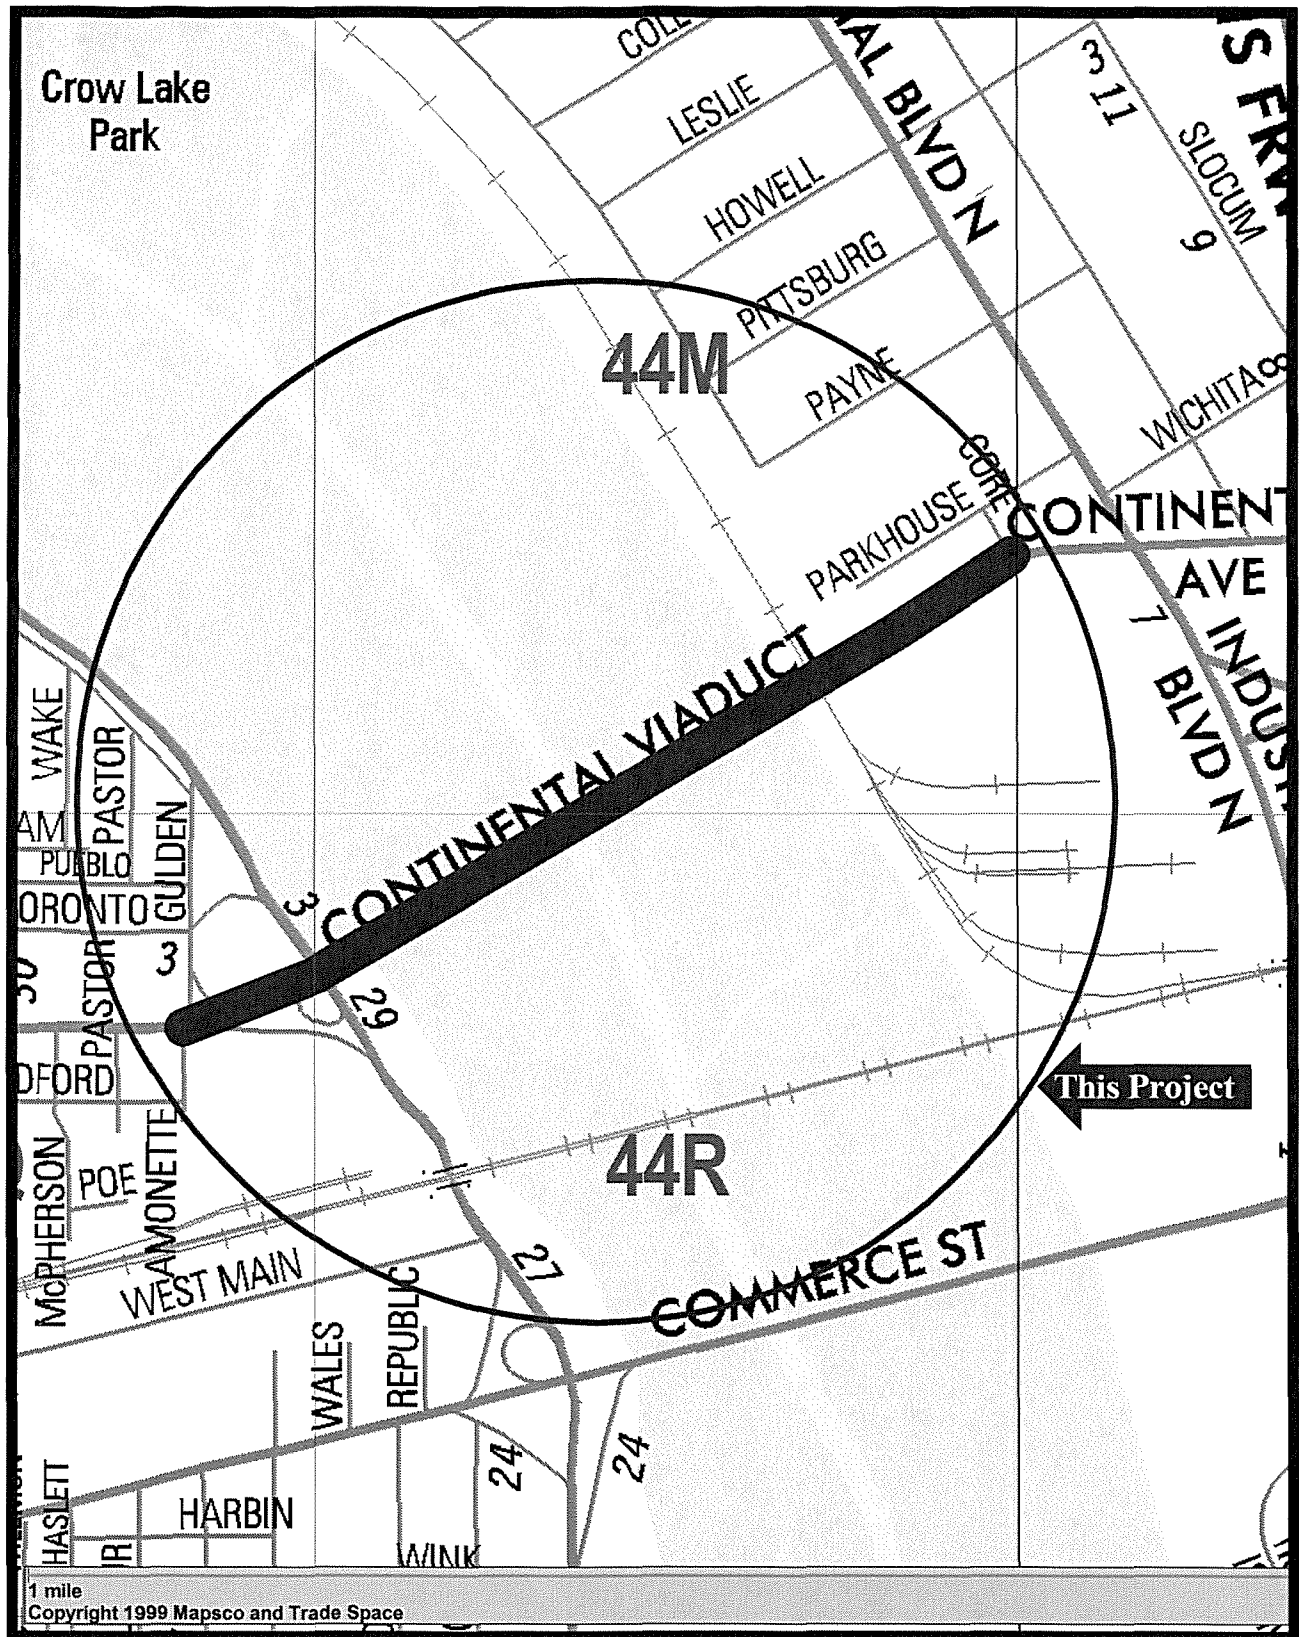 Crow Lake
Park
LESLIE
BLVD N
3
11
SLOCUM
9
HOWELL
PITTSBURG
44M
PAYNE
WICHITA
8
PARKHOUSE
CONTINENT
AVE
7
BLVD N
CONTINENTAL VIADUCT
WAKE
PASTOR
GULDEN
PUEBLO
3
3
PASTOR
29
This Project
44R
McPHERSON
POE
AMONETTE
WEST MAIN
27
COMMERCE ST
WALES
REPUBLIC
24
24
HASLETT
HARBIN
WINK
1 mile
Copyright 1999 Mapsco and Trade Space